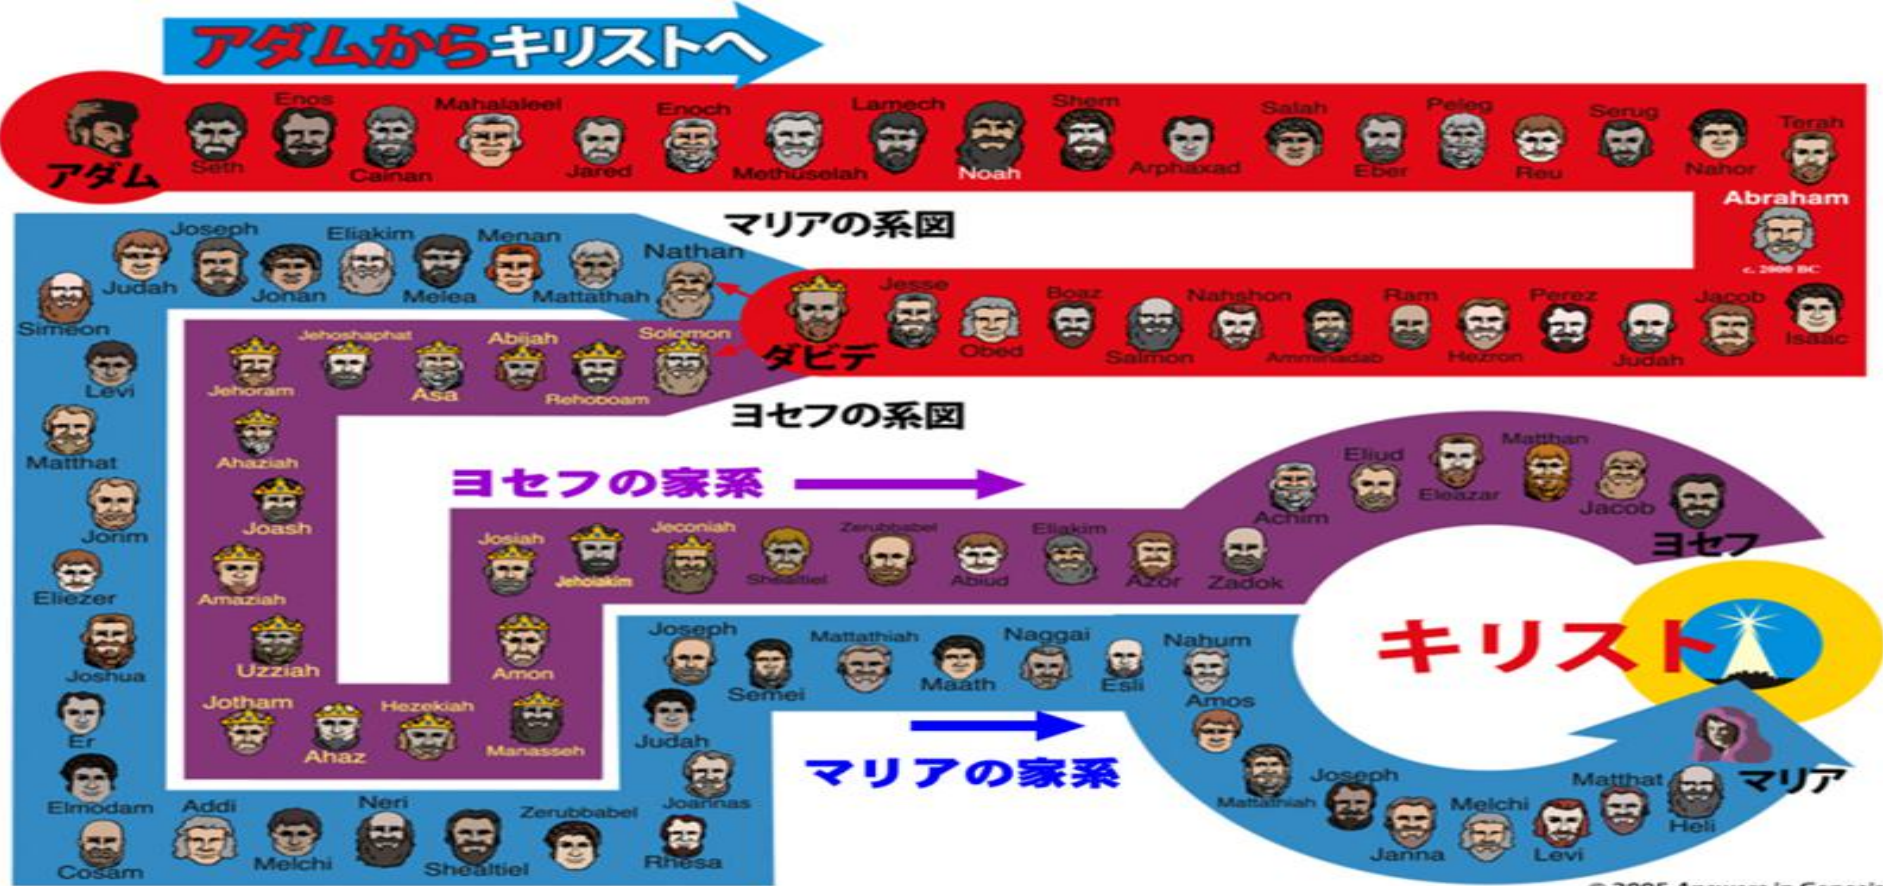 アダムからキリストへ
アダム
Seth
Enos
Cainan
Mahalaleel
Jared
Enoch
Methuselah
Lamech
Noah
Shem
Arphaxad
Salah
Eber
Peleg
Reu
Serug
Nahor
Terah
Abraham
c. 2000 BC
Isaac
Jacob
Judah
Perez
Hezron
Ram
Amminadab
Nahshon
Salmon
Boaz
Obed
Jesse
ダビデ
マリアの系図
Nathan
Mattathah
Menan
Melea
Eliakim
Jonan
Joseph
Judah
Simeon
Levi
Matthat
Jorim
Eliezer
Joshua
Er
Elmodam
Cosam
Addi
Melchi
Neri
Shealtiel
Zerubbabel
Rhesa
Joannas
Judah
Joseph
Semei
Mattathiah
Maath
Naggai
Esli
Nahum
Amos
Mattathiah
Joseph
Janna
Melchi
Levi
Matthat
Heli
マリア
マリアの家系
ヨセフの系図
Solomon
Rehoboam
Abijah
Asa
Jehoshaphat
Jehoram
Ahaziah
Joash
Amaziah
Uzziah
Jotham
Ahaz
Hezekiah
Manasseh
Amon
Josiah
Jehoiakim
Jeconiah
Shealtiel
Zerubbabel
Abiud
Eliakim
Azor
Zadok
Achim
Eliud
Eleazar
Matthan
Jacob
ヨセフ
ヨセフの家系
キリスト